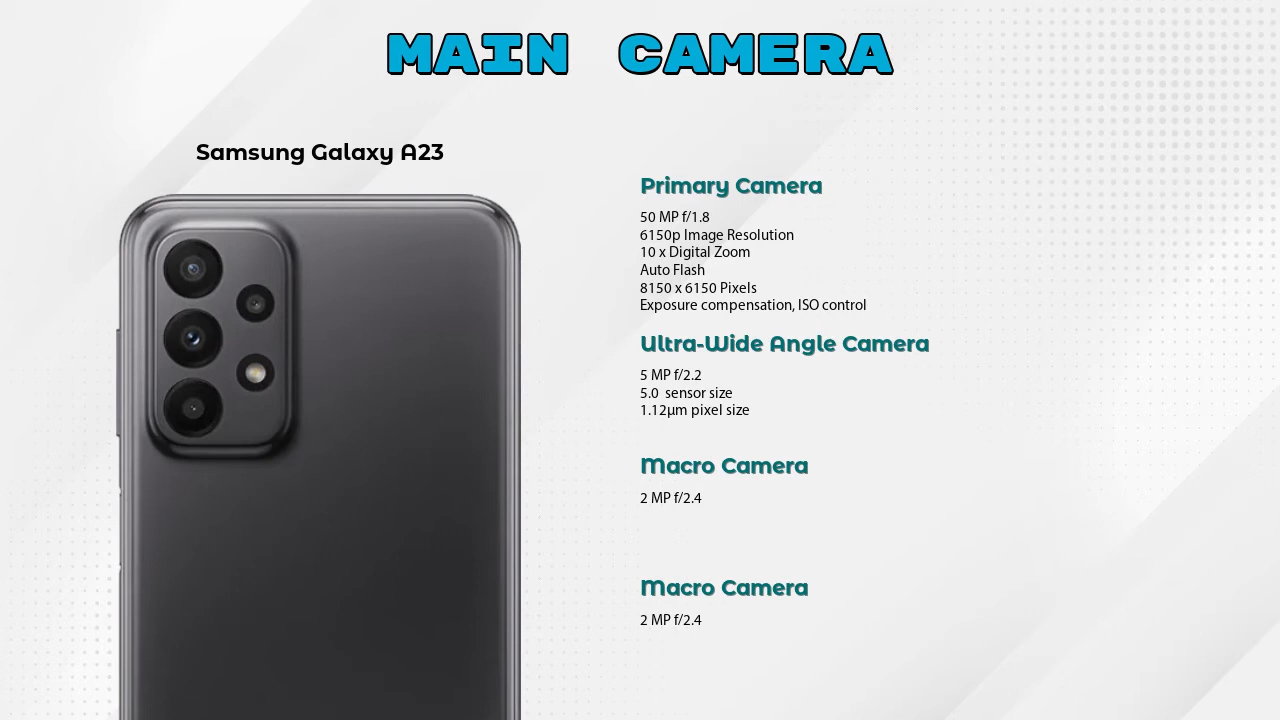 MAIN CAMERA
Samsung Galaxy A23
Primary Camera
50 MP f/1.8
6150p Image Resolution
10 x Digital Zoom
Auto Flash
8150 x 6150 Pixels
Exposure compensation, ISO control
Ultra-Wide Angle Camera
5 MP f/2.2
5.0  sensor size
1.12µm pixel size
Macro Camera
2 MP f/2.4
Macro Camera
2 MP f/2.4